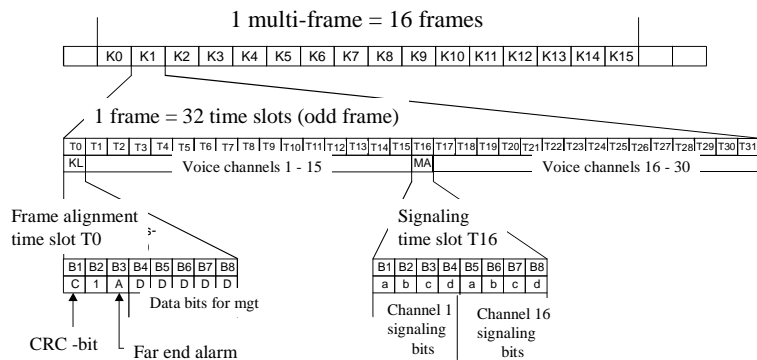 1 multi-frame = 16 frames
K0 K1 K2 K3 K4 K5 K6 K7 K8 K9 K10 K11 K12 K13 K14 K15
1 frame = 32 time slots (odd frame)
T0 T1 T2 T3 T4 T5 T6 T7 T8 T9 T10 T11 T12 T13 T14 T15 T16 T17 T18 T19 T20 T21 T22 T23 T24 T25 T26 T27 T28 T29 T30 T31
KL Voice channels 1 - 15 MA Voice channels 16 - 30
Frame alignment
time slot T0
s-
Signaling
time slot T16
B1 B2 B3 B4 B5 B6 B7 B8
C 1 A D D D D D
Data bits for mgt
CRC -bit
Far end alarm
B1 B2 B3 B4 B5 B6 B7 B8
a b c d a b c d
Channel 1
signaling
bits
Channel 16
signaling
bits